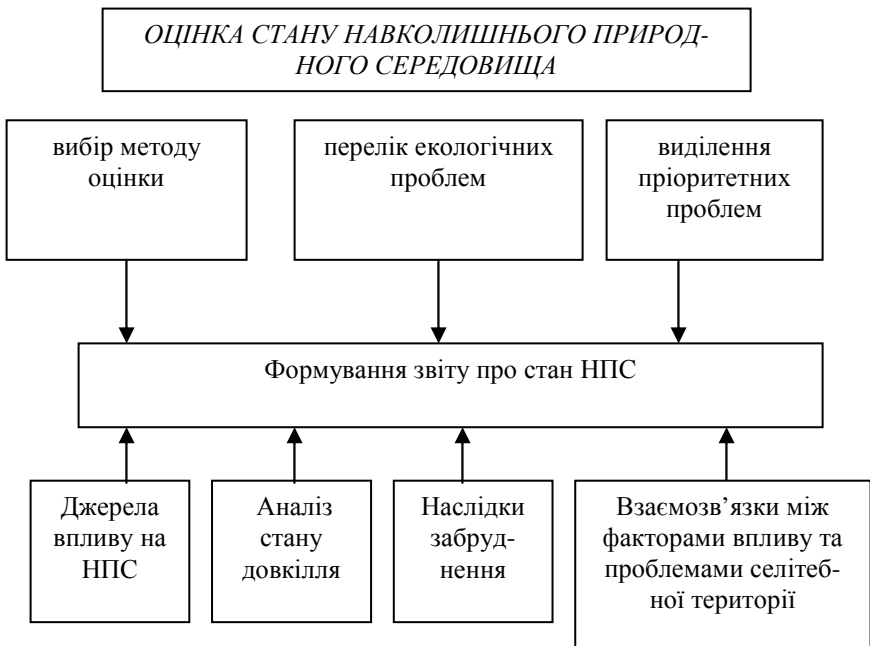 ОЦІНКА СТАНУ НАВКОЛИШНЬОГО ПРИРОД-
НОГО СЕРЕДОВИЩА
вибір методу
оцінки
перелік екологічних
проблем
виділення
пріоритетних
проблем
Формування звіту про стан НПС
Джерела
впливу на
НПС
Аналіз
стану
довкілля
Наслідки
забруд-
нення
Взаємозв’язки між
факторами впливу та
проблемами селітеб-
ної території